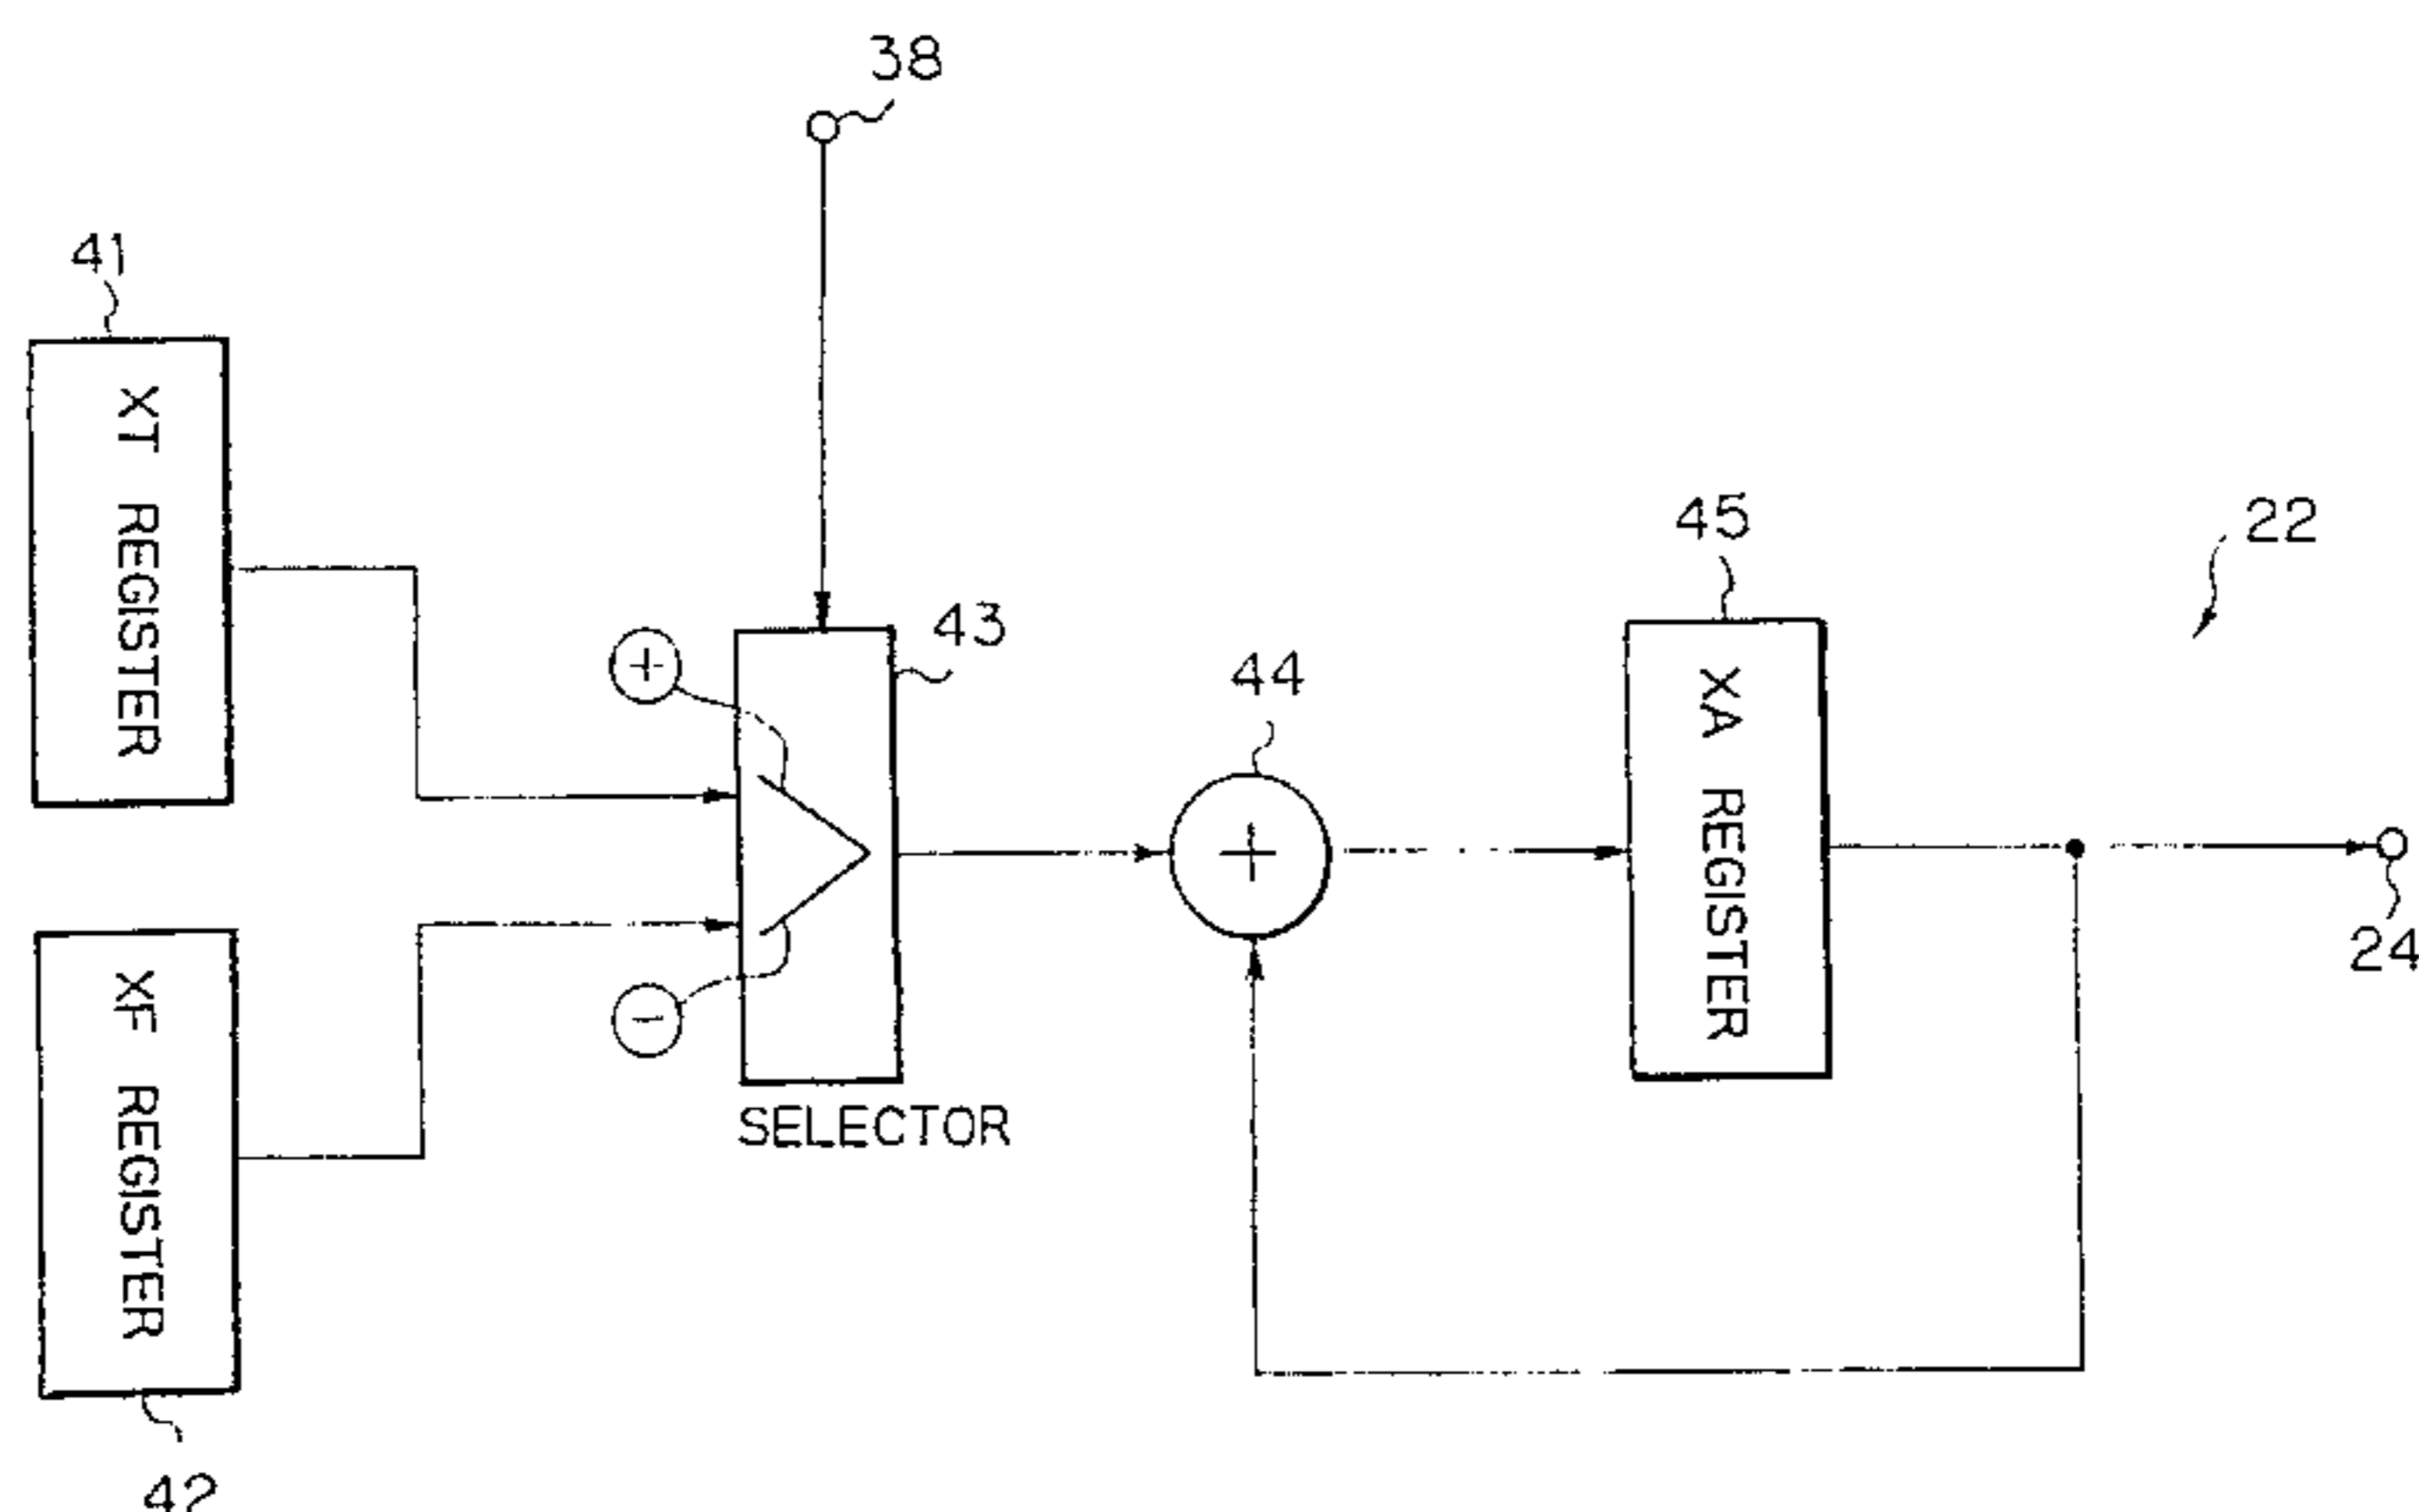 38
41
XT REGISTER
+
43
45
22
44
XA REGISTER
24
−
XF REGISTER
SELECTOR
+
42